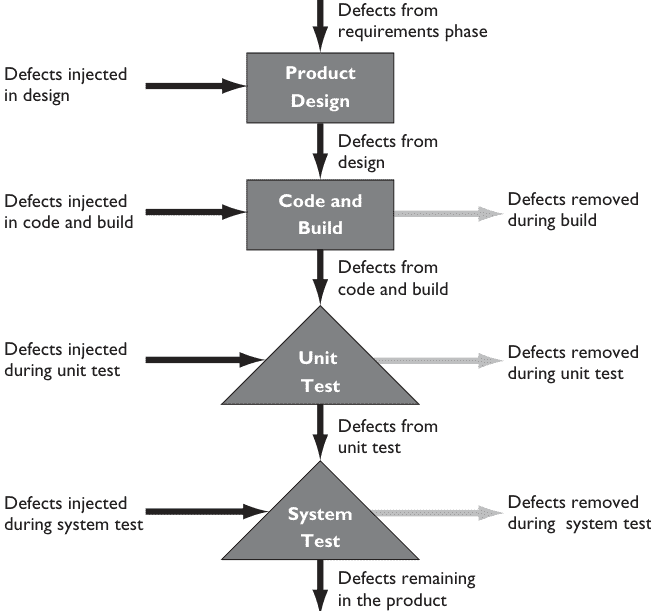 Defects from
requirements phase
Defects injected
in design
Product
Design
Defects from
design
Defects injected
in code and build
Code and
Build
Defects removed
during build
Defects from
code and build
Defects injected
during unit test
Unit
Test
Defects removed
during unit test
Defects from
unit test
Defects injected
during system test
System
Test
Defects removed
during system test
Defects remaining
in the product